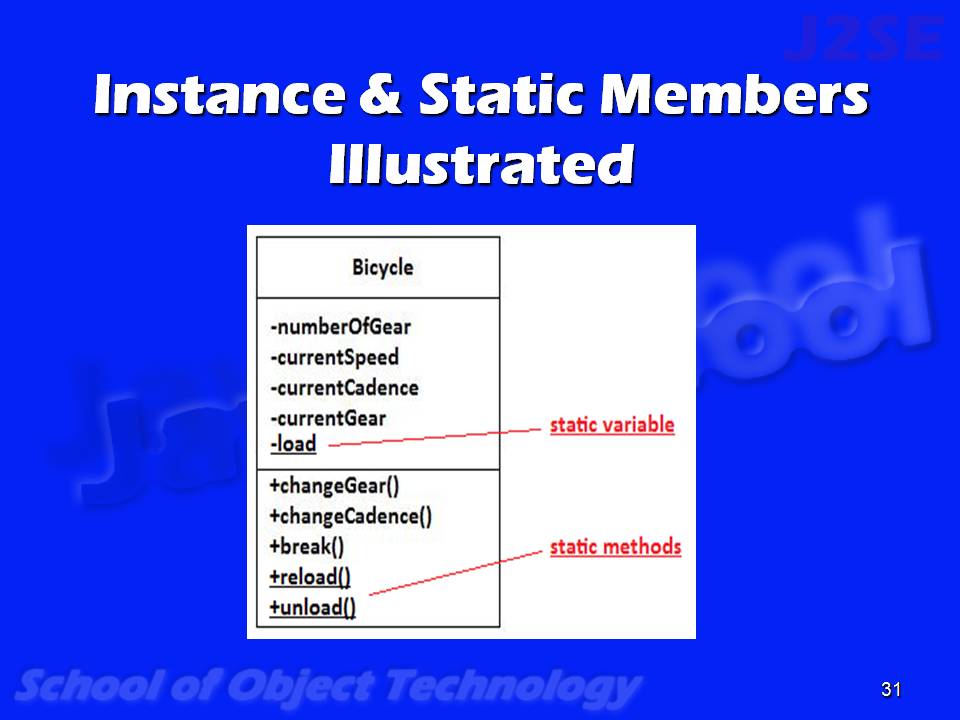 J2SE
Instance & Static Members
Illustrated
Bicycle
-numberOfGear
-currentSpeed
-currentCadence
-currentGear
-load
static variable
+changeGear()
+changeCadence()
+break()
+reload()
+unload()
static methods
School of Object Technology
31